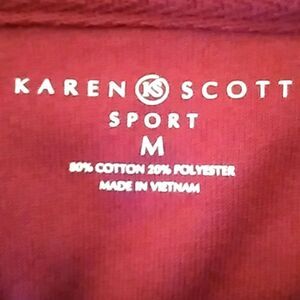 KAREN KS SCOTT
SPORT
M
80% COTTON 20% POLYESTER
MADE IN VIETNAM